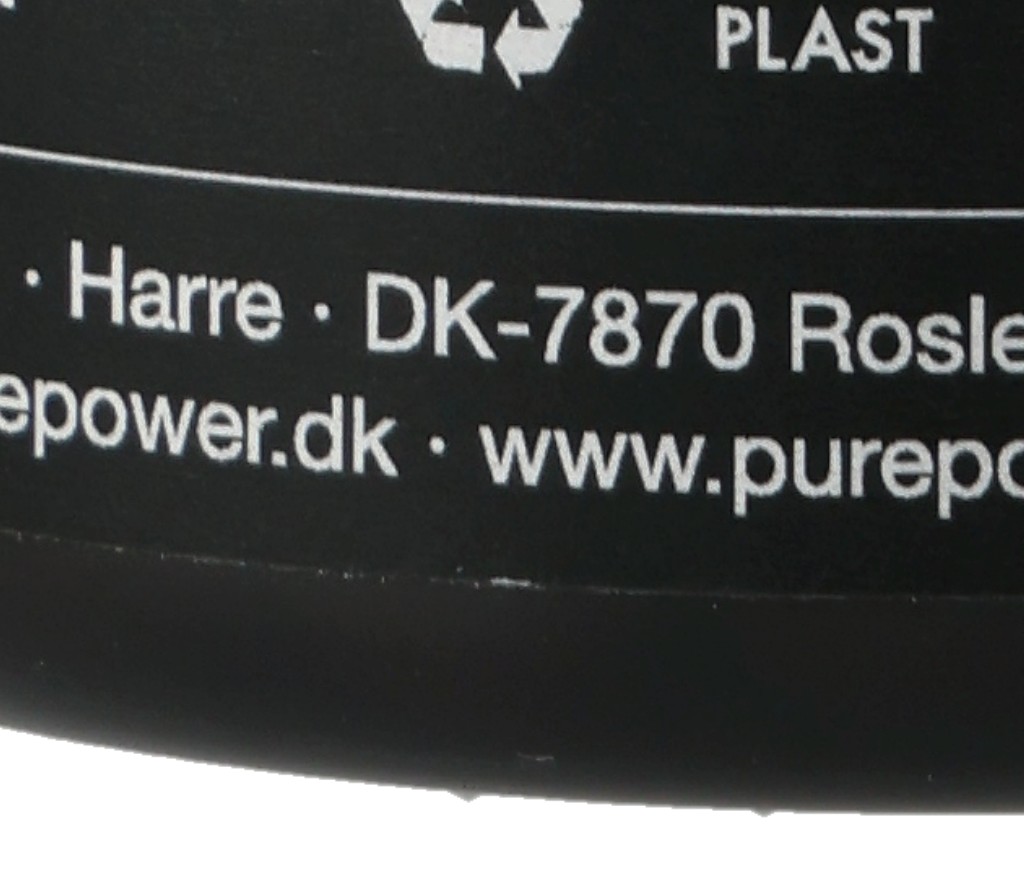 PLAST
· Harre · DK-7870 Rosle
epower.dk · www.purepo